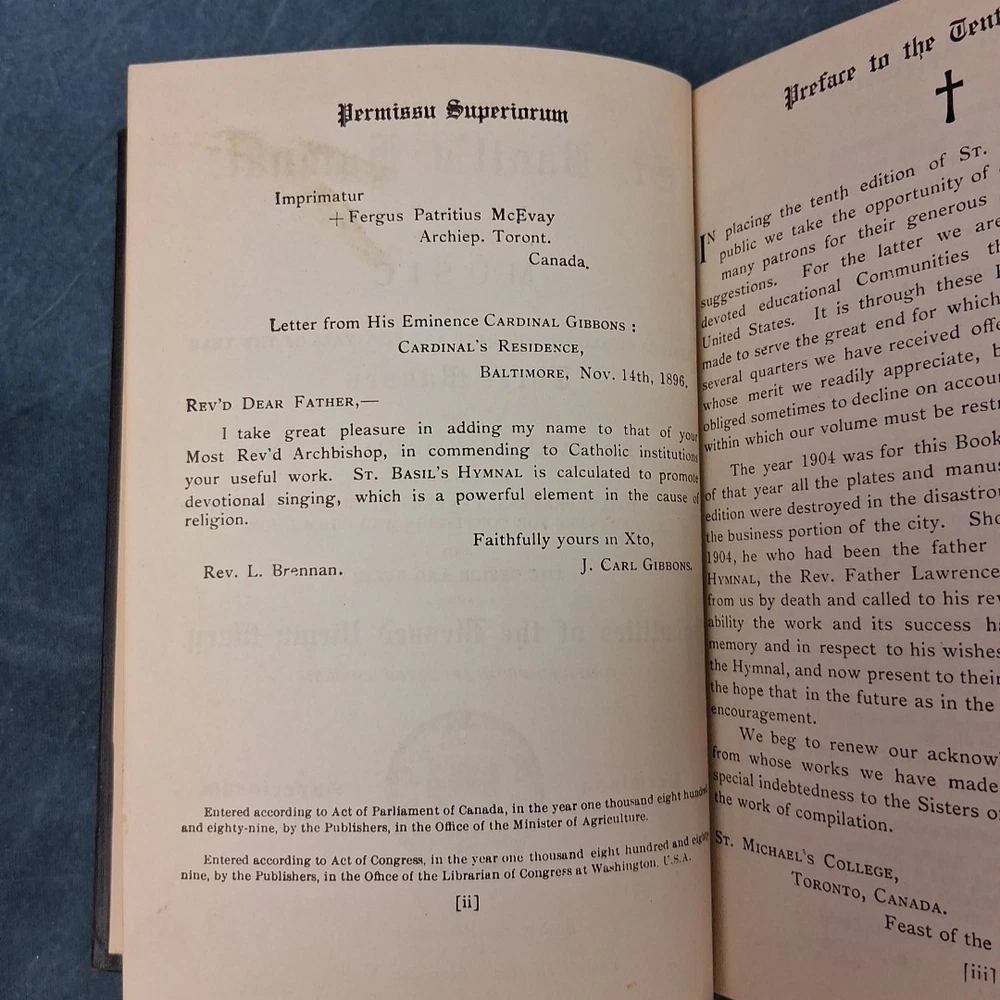 Permissu Superiorum
Imprimatur
+ Fergus Patritius McEvay
Archiep. Toront.
Canada.
Letter from His Eminence CARDINAL GIBBONS :
CARDINAL'S RESIDENCE,
BALTIMORE, Nov. 14th, 1896.
REV'D DEAR FATHER,—
I take great pleasure in adding my name to that of your
Most Rev'd Archbishop, in commending to Catholic institutions
your useful work. ST. BASIL'S HYMNAL is calculated to promote
devotional singing, which is a powerful element in the cause of
religion.
Faithfully yours in Xto,
Rev. L. Brennan. J. CARL GIBBONS.
Entered according to Act of Parliament of Canada, in the year one thousand eight hundred
and eighty-nine, by the Publishers, in the Office of the Minister of Agriculture.
Entered according to Act of Congress, in the year one thousand eight hundred and eighty
nine, by the Publishers, in the Office of the Librarian of Congress at Washington, U.S.A.
[ii]
Preface to the
IN placing the tenth edition of ST.
public we take the opportunity of
many patrons for their generous
suggestions. For the latter we are
devoted educational Communities
United States. It is through these
made to serve the great end for which
several quarters we have received
whose merit we readily appreciate,
obliged sometimes to decline on
within which our volume must be
The year 1904 was for this Book
of that year all the plates and
edition were destroyed in the
the business portion of the city.
1904, he who had been the father
HYMNAL, the Rev. Father Lawrence
from us by death and called to his
ability the work and its success
memory and in respect to his wishes
the Hymnal, and now present to their
the hope that in the future as in the
encouragement.
We beg to renew our
from whose works we have made
special indebtedness to the Sisters
the work of compilation.
ST. MICHAEL'S COLLEGE,
TORONTO, CANADA.
Feast of the
[iii]